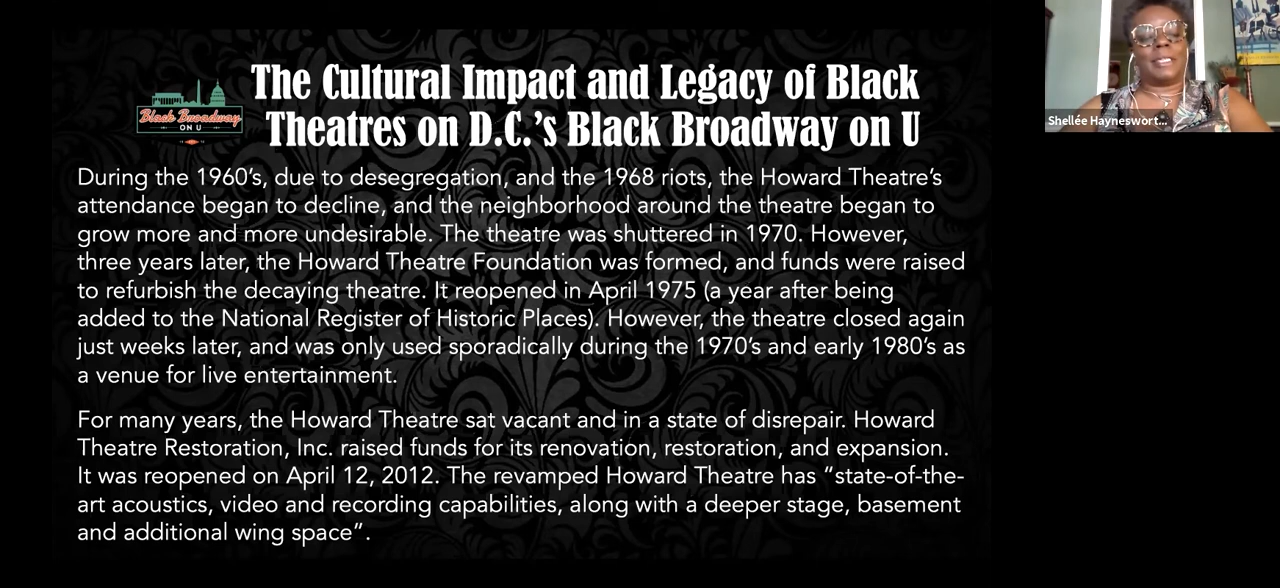 The Cultural Impact and Legacy of Black
Theatres on D.C.'s Black Broadway on U
Black Broadway
ON U
During the 1960's, due to desegregation, and the 1968 riots, the Howard Theatre's
attendance began to decline, and the neighborhood around the theatre began to
grow more and more undesirable. The theatre was shuttered in 1970. However,
three years later, the Howard Theatre Foundation was formed, and funds were raised
to refurbish the decaying theatre. It reopened in April 1975 (a year after being
added to the National Register of Historic Places). However, the theatre closed again
just weeks later, and was only used sporadically during the 1970's and early 1980's as
a venue for live entertainment.
For many years, the Howard Theatre sat vacant and in a state of disrepair. Howard
Theatre Restoration, Inc. raised funds for its renovation, restoration, and expansion.
It was reopened on April 12, 2012. The revamped Howard Theatre has "state-of-the-
art acoustics, video and recording capabilities, along with a deeper stage, basement
and additional wing space".
Shellée Hayneswort...